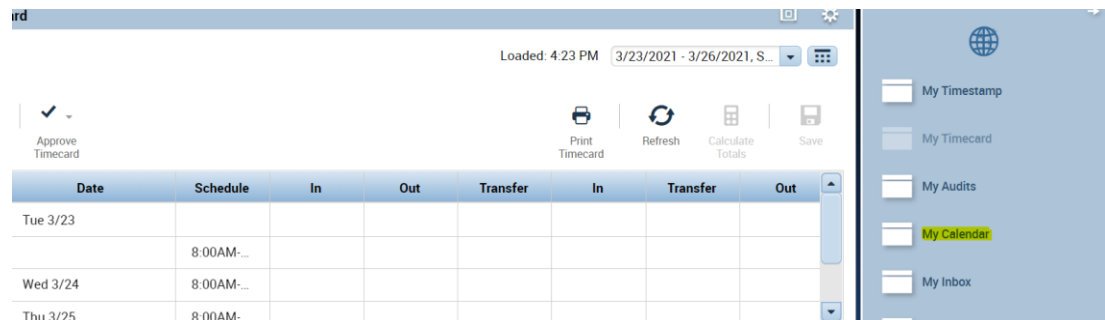 rd
Loaded: 4:23 PM 3/23/2021 - 3/26/2021, S...
Approve
Timecard
Print
Timecard
Refresh
Calculate
Totals
Save
Date Schedule In Out Transfer In Transfer Out
Tue 3/23
8:00AM-...
Wed 3/24 8:00AM-...
Thu 3/25 8:00AM-
My Timestamp
My Timecard
My Audits
My Calendar
My Inbox